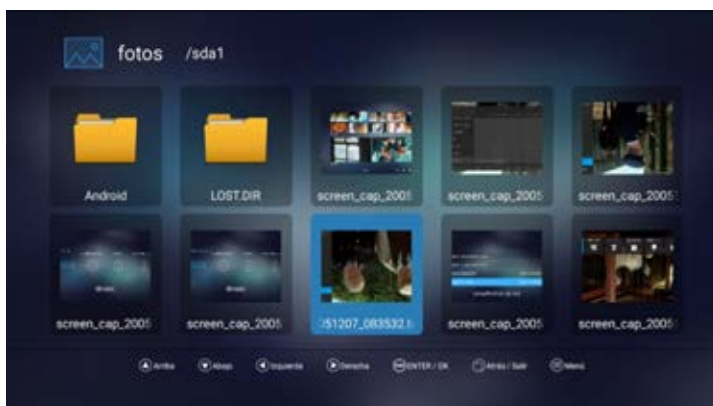 fotos /sda1
Android LOST.DIR screen_cap_2005 screen_cap_2005 screen_cap_2005
screen_cap_2005 screen_cap_2005 51207_083532.t screen_cap_2005 screen_cap_2005
Arriba Abajo Izquierda Derecha ENTER / OK Atrás / Salir Menú